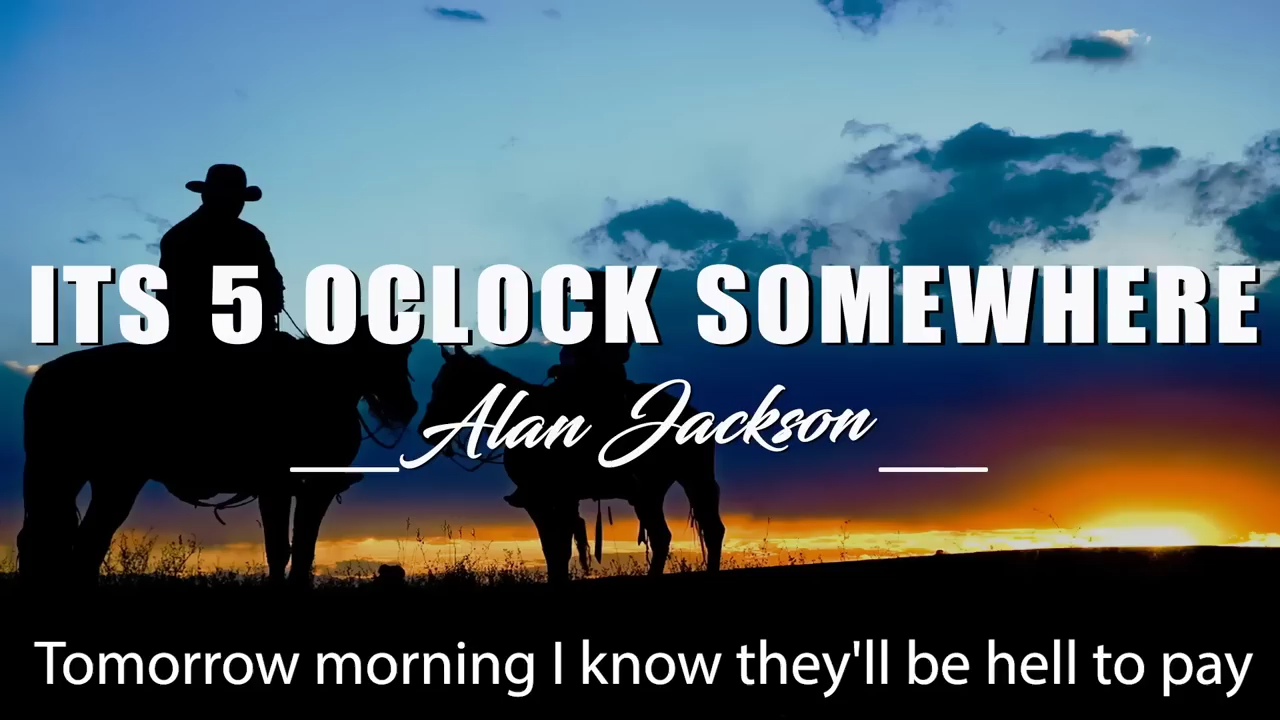 ITS 5 OCLOCK SOMEWHERE
Alan Jackson
Tomorrow morning I know they'll be hell to pay